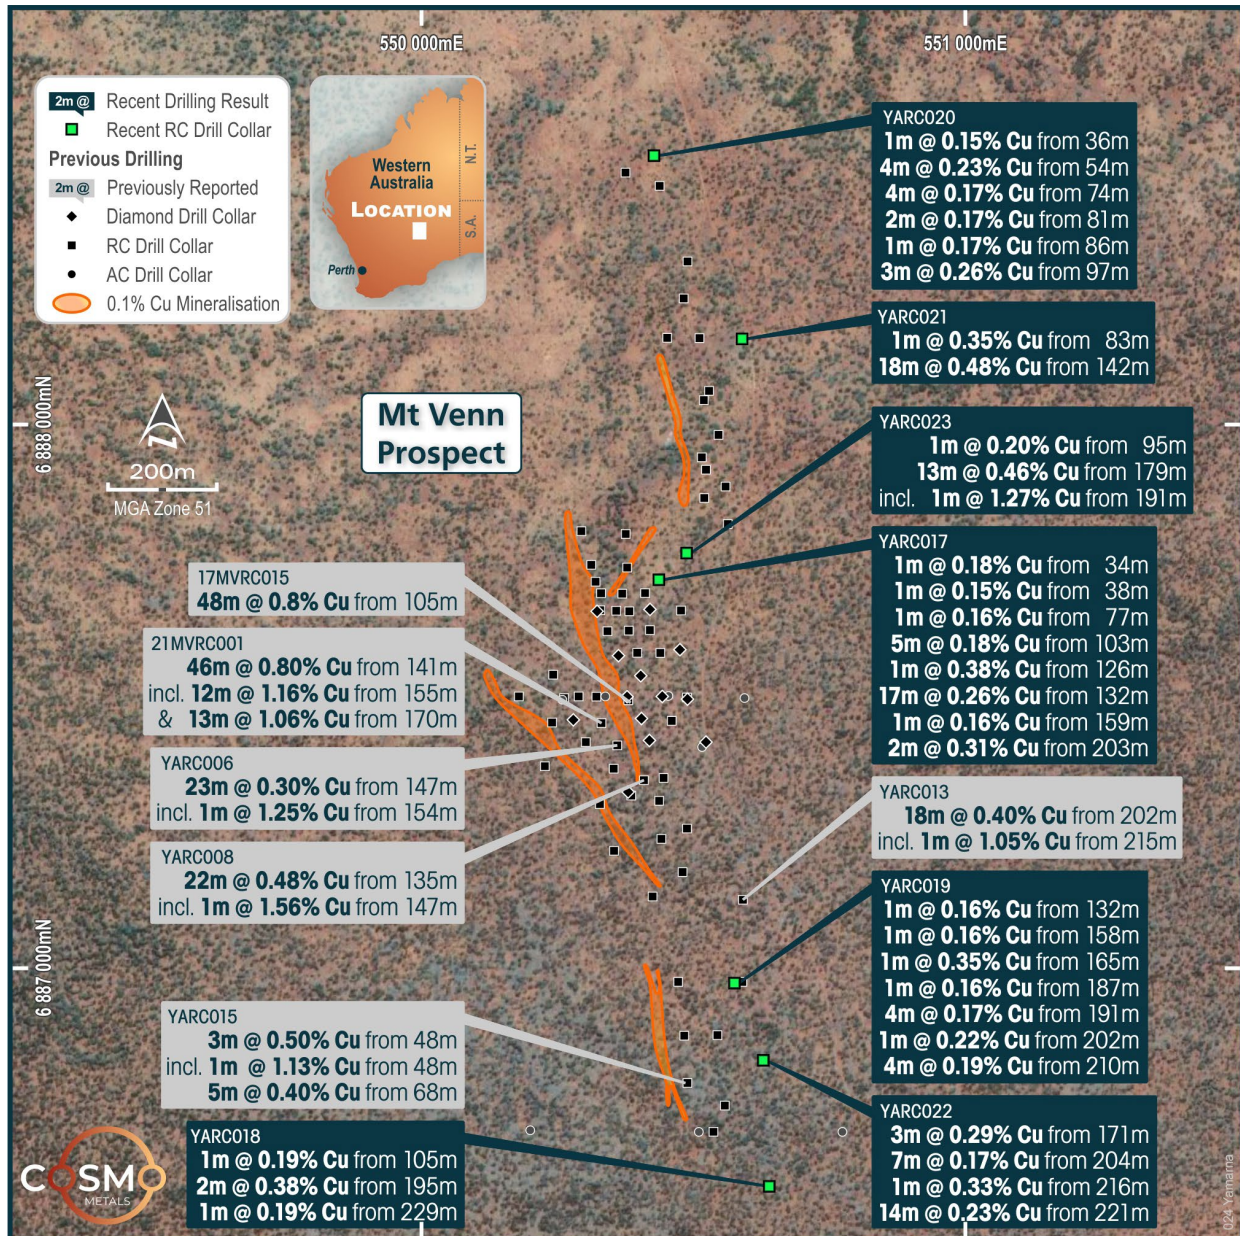 550 000mE
551 000mE
2m @ Recent Drilling Result
Recent RC Drill Collar
Previous Drilling
2m @ Previously Reported
Diamond Drill Collar
RC Drill Collar
AC Drill Collar
0.1% Cu Mineralisation
Western
Australia
LOCATION
N.T.
S.A.
Perth
6 888 000mN
N
200m
MGA Zone 51
Mt Venn
Prospect
YARC020
1m @ 0.15% Cu from 36m
4m @ 0.23% Cu from 54m
4m @ 0.17% Cu from 74m
2m @ 0.17% Cu from 81m
1m @ 0.17% Cu from 86m
3m @ 0.26% Cu from 97m
YARC021
1m @ 0.35% Cu from 83m
18m @ 0.48% Cu from 142m
YARC023
1m @ 0.20% Cu from 95m
13m @ 0.46% Cu from 179m
incl. 1m @ 1.27% Cu from 191m
YARC017
1m @ 0.18% Cu from 34m
1m @ 0.15% Cu from 38m
1m @ 0.16% Cu from 77m
5m @ 0.18% Cu from 103m
1m @ 0.38% Cu from 126m
17m @ 0.26% Cu from 132m
1m @ 0.16% Cu from 159m
2m @ 0.31% Cu from 203m
17MVRC015
48m @ 0.8% Cu from 105m
21MVRC001
46m @ 0.80% Cu from 141m
incl. 12m @ 1.16% Cu from 155m
& 13m @ 1.06% Cu from 170m
YARC006
23m @ 0.30% Cu from 147m
incl. 1m @ 1.25% Cu from 154m
YARC008
22m @ 0.48% Cu from 135m
incl. 1m @ 1.56% Cu from 147m
YARC013
18m @ 0.40% Cu from 202m
incl. 1m @ 1.05% Cu from 215m
YARC019
1m @ 0.16% Cu from 132m
1m @ 0.16% Cu from 158m
1m @ 0.35% Cu from 165m
1m @ 0.16% Cu from 187m
4m @ 0.17% Cu from 191m
1m @ 0.22% Cu from 202m
4m @ 0.19% Cu from 210m
6 887 000mN
YARC015
3m @ 0.50% Cu from 48m
incl. 1m @ 1.13% Cu from 48m
5m @ 0.40% Cu from 68m
YARC018
1m @ 0.19% Cu from 105m
2m @ 0.38% Cu from 195m
1m @ 0.19% Cu from 229m
YARC022
3m @ 0.29% Cu from 171m
7m @ 0.17% Cu from 204m
1m @ 0.33% Cu from 216m
14m @ 0.23% Cu from 221m
COSMO
METALS
024 Yamarna